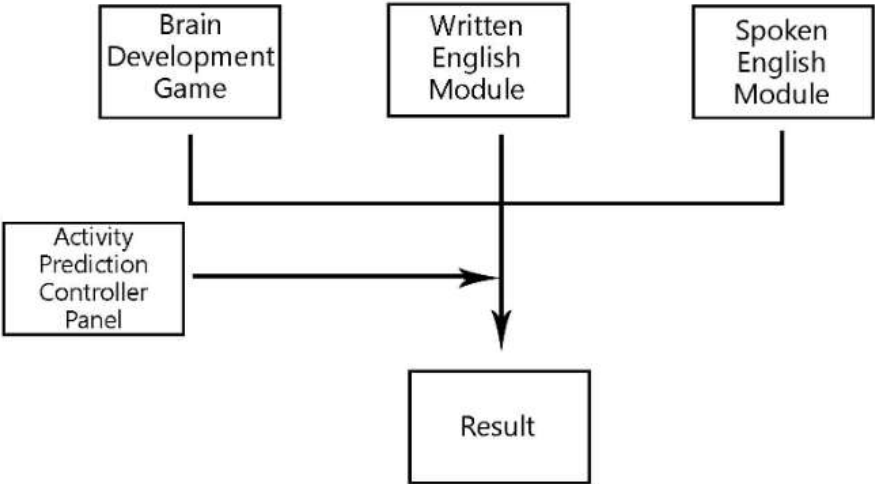 Brain
Development
Game
Written
English
Module
Spoken
English
Module
Activity
Prediction
Controller
Panel
Result